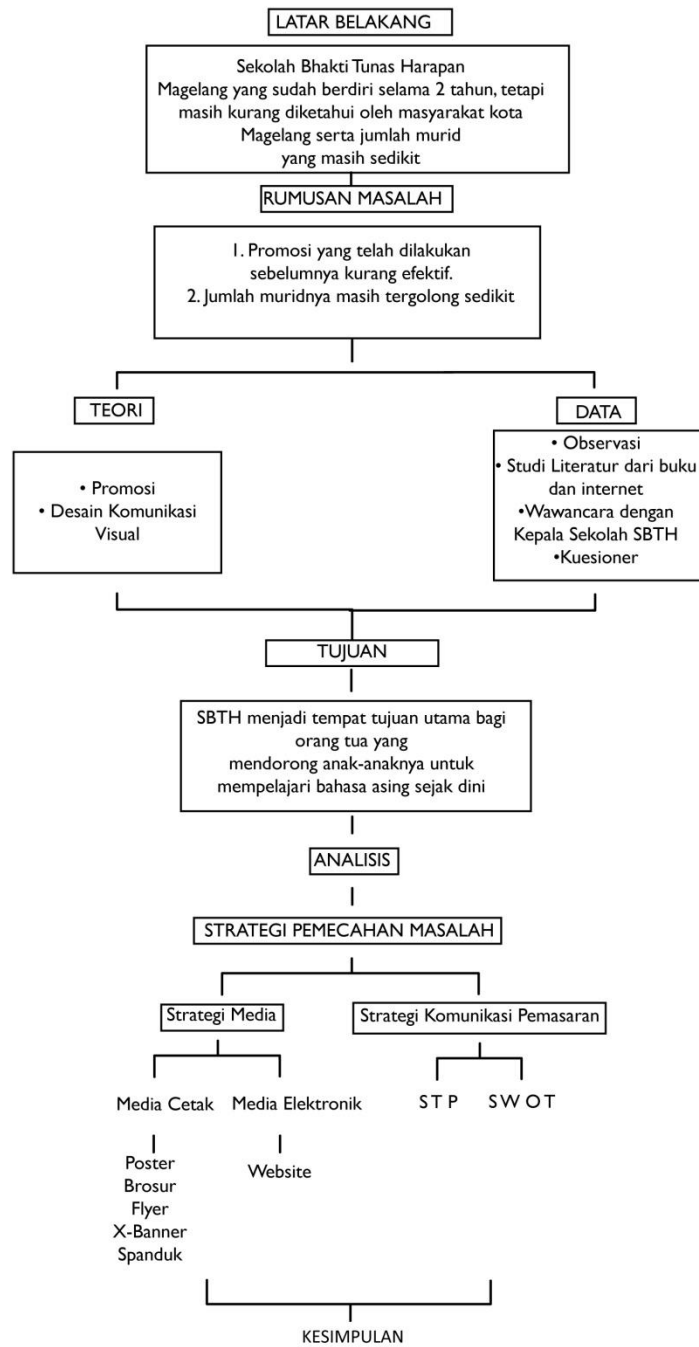 LATAR BELAKANG
Sekolah Bhakti Tunas Harapan
Magelang yang sudah berdiri selama 2 tahun, tetapi
masih kurang diketahui oleh masyarakat kota
Magelang serta jumlah murid
yang masih sedikit
RUMUSAN MASALAH
1. Promosi yang telah dilakukan
sebelumnya kurang efektif.
2. Jumlah muridnya masih tergolong sedikit
TEORI
• Promosi
• Desain Komunikasi
Visual
DATA
• Observasi
• Studi Literatur dari buku
dan internet
•Wawancara dengan
Kepala Sekolah SBTH
•Kuesioner
TUJUAN
SBTH menjadi tempat tujuan utama bagi
orang tua yang
mendorong anak-anaknya untuk
mempelajari bahasa asing sejak dini
ANALISIS
STRATEGI PEMECAHAN MASALAH
Strategi Media
Strategi Komunikasi Pemasaran
Media Cetak
Media Elektronik
S T P
S W O T
Poster
Brosur
Flyer
X-Banner
Spanduk
Website
KESIMPULAN